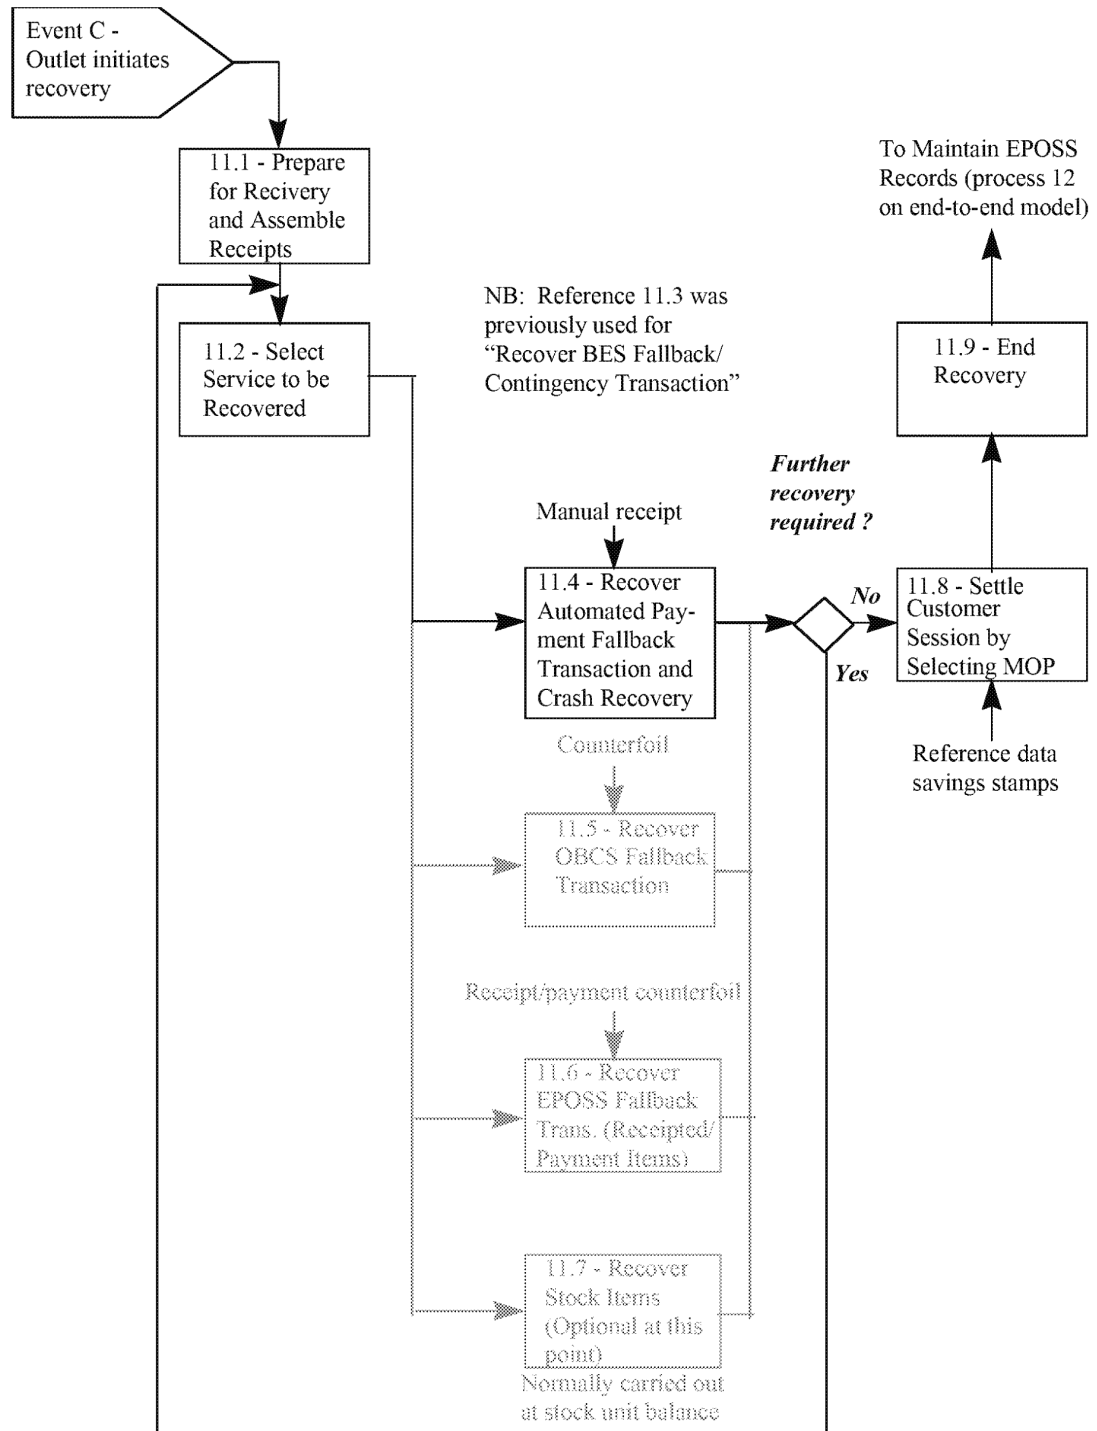 Event C -
Outlet initiates
recovery
11.1 - Prepare
for Recivery
and Assemble
Receipts
To Maintain EPOSS
Records (process 12
on end-to-end model)
NB: Reference 11.3 was
previously used for
“Recover BES Fallback/
Contingency Transaction”
11.2 - Select
Service to be
Recovered
11.9 - End
Recovery
Further
recovery
required ?
Manual receipt
11.4 - Recover
Automated Pay-
ment Fallback
Transaction and
Crash Recovery
No
Yes
11.8 - Settle
Customer
Session by
Selecting MOP
Reference data
savings stamps
Counterfoil
11.5 - Recover
OBCS Fallback
Transaction
Receipt/payment counterfoil
11.6 - Recover
EPOSS Fallback
Trans. (Receipted/
Payment Items)
11.7 - Recover
Stock Items
(Optional at this
point)
Normally carried out
at stock unit balance